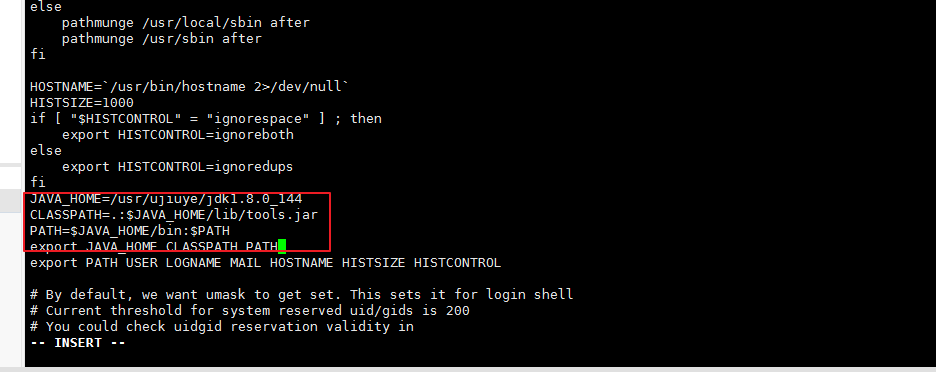 else
    pathmunge /usr/local/sbin after
    pathmunge /usr/sbin after
fi
HOSTNAME=`/usr/bin/hostname 2>/dev/null`
HISTSIZE=1000
if [ "$HISTCONTROL" = "ignorespace" ] ; then
    export HISTCONTROL=ignoreboth
else
    export HISTCONTROL=ignoredups
fi
JAVA_HOME=/usr/ujiuye/jdk1.8.0_144
CLASSPATH=.:$JAVA_HOME/lib/tools.jar
PATH=$JAVA_HOME/bin:$PATH
export JAVA_HOME CLASSPATH PATH
export PATH USER LOGNAME MAIL HOSTNAME HISTSIZE HISTCONTROL
# By default, we want umask to get set. This sets it for login shell
# Current threshold for system reserved uid/gids is 200
# You could check uidgid reservation validity in
-- INSERT --